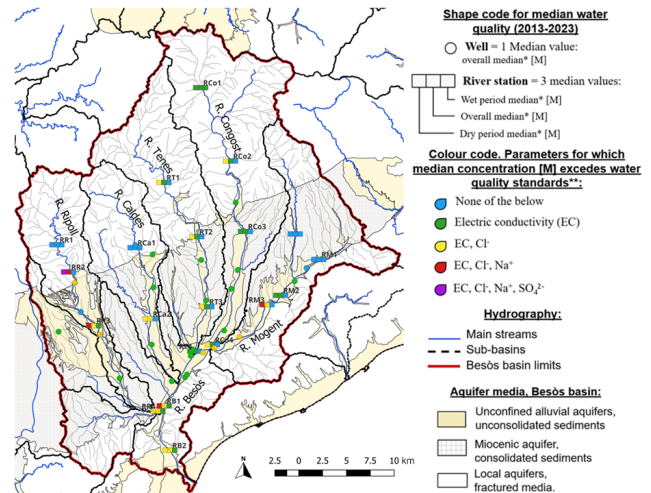 Shape code for median water
quality (2013-2023)
Well = 1 Median value:
overall median* [M]
River station = 3 median values:
Wet period median* [M]
Overall median* [M]
Dry period median* [M]
Colour code. Parameters for which
median concentration [M] excedes water
quality standards**:
None of the below
Electric conductivity (EC)
EC, Cl-
EC, Cl-, Na+
EC, Cl-, Na+, SO₄²-
Hydrography:
Main streams
Sub-basins
Besòs basin limits
Aquifer media, Besòs basin:
Unconfined alluvial aquifers,
unconsolidated sediments
Miocenic aquifer,
consolidated sediments
Local aquifers,
fractured media.
RCo1
R. Congost
R. Tenes
RCo2
RT1
R. Caldes
R. Ripoll
RT2
RCo3
RR1
RCa1
RM1
RR2
RM2
RM3
RT3
RCa2
RR3
RCo4
R. Mogent
R. Besòs
RB1
RB2
N
2.5 0 2.5 5 7.5 10 km